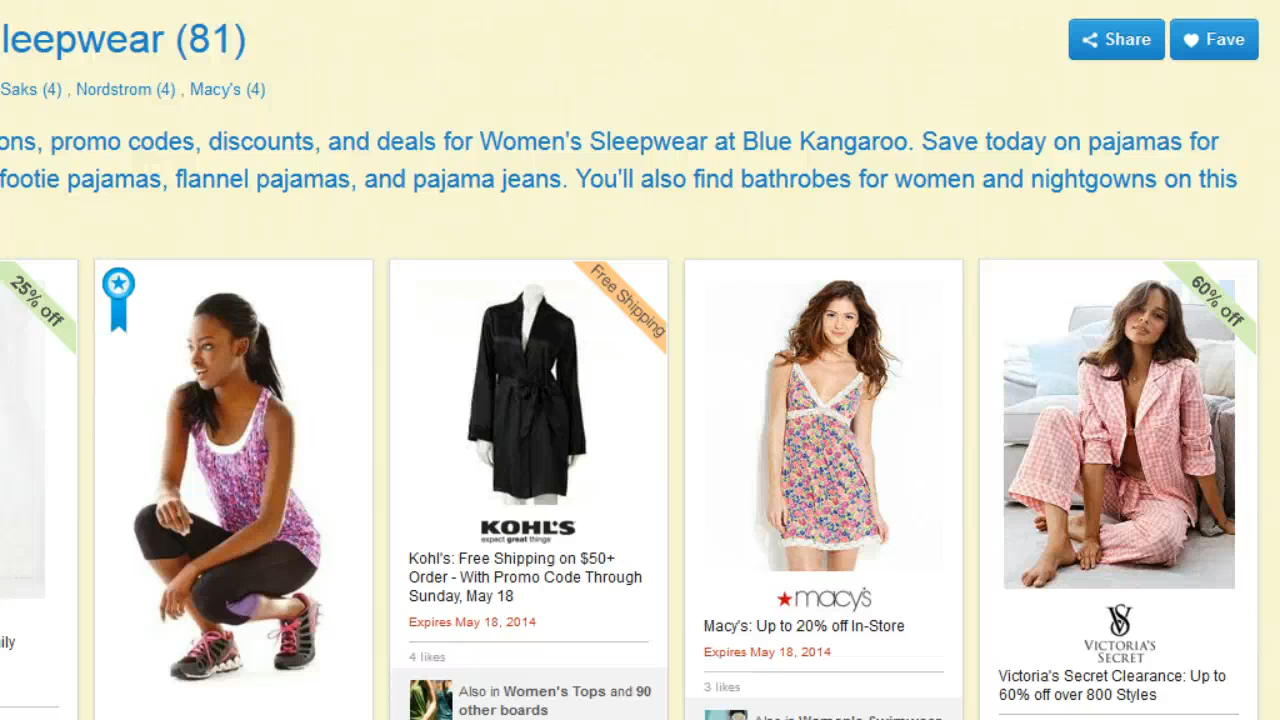 leepwear (81)
Share
Fave
Saks (4) , Nordstrom (4) , Macy's (4)
ons, promo codes, discounts, and deals for Women's Sleepwear at Blue Kangaroo. Save today on pajamas for
footie pajamas, flannel pajamas, and pajama jeans. You'll also find bathrobes for women and nightgowns on this
25% off
ily
Free Shipping
KOHL'S
expect great things
Kohl's: Free Shipping on $50+
Order - With Promo Code Through
Sunday, May 18
Expires May 18, 2014
4 likes
Also in Women's Tops and 90
other boards
macy's
Macy's: Up to 20% off In-Store
Expires May 18, 2014
3 likes
Also in Women's Swimwear
60% off
VS
VICTORIA'S
SECRET
Victoria's Secret Clearance: Up to
60% off over 800 Styles